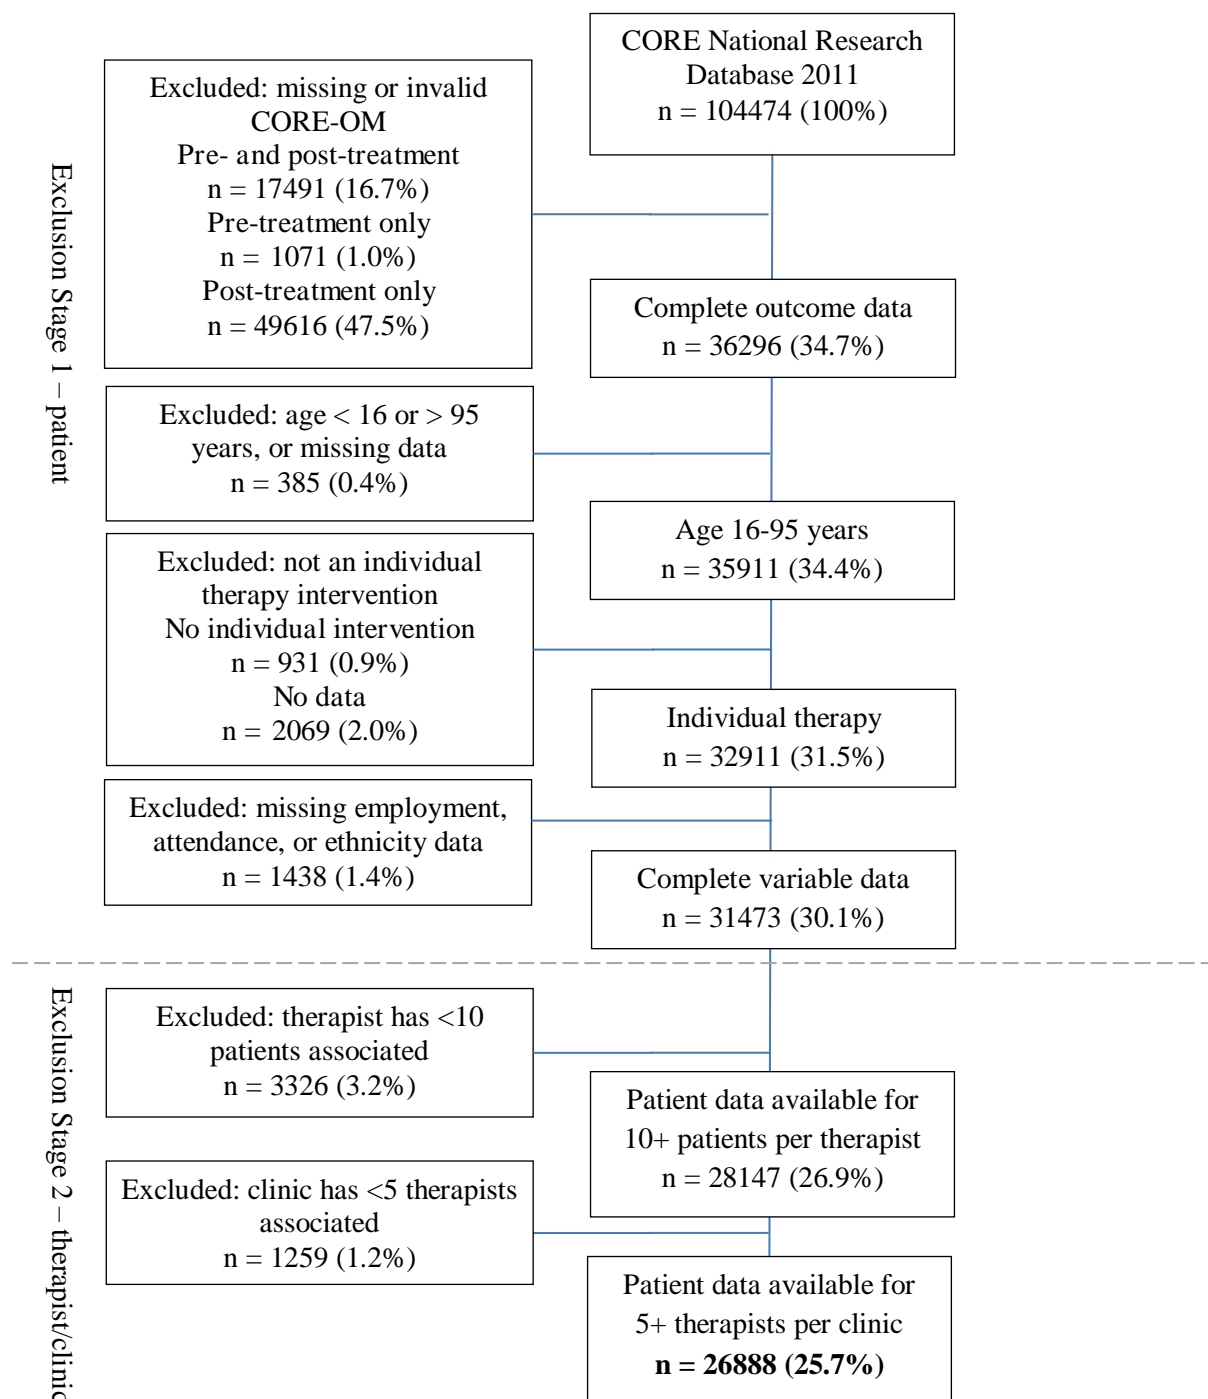 CORE National Research
Database 2011
n = 104474 (100%)
Excluded: missing or invalid
CORE-OM
Pre- and post-treatment
n = 17491 (16.7%)
Pre-treatment only
n = 1071 (1.0%)
Post-treatment only
n = 49616 (47.5%)
Exclusion Stage 1 – patient
Complete outcome data
n = 36296 (34.7%)
Excluded: age < 16 or > 95
years, or missing data
n = 385 (0.4%)
Age 16-95 years
n = 35911 (34.4%)
Excluded: not an individual
therapy intervention
No individual intervention
n = 931 (0.9%)
No data
n = 2069 (2.0%)
Individual therapy
n = 32911 (31.5%)
Excluded: missing employment,
attendance, or ethnicity data
n = 1438 (1.4%)
Complete variable data
n = 31473 (30.1%)
Exclusion Stage 2 – therapist/clinic
Excluded: therapist has <10
patients associated
n = 3326 (3.2%)
Patient data available for
10+ patients per therapist
n = 28147 (26.9%)
Excluded: clinic has <5 therapists
associated
n = 1259 (1.2%)
Patient data available for
5+ therapists per clinic
n = 26888 (25.7%)